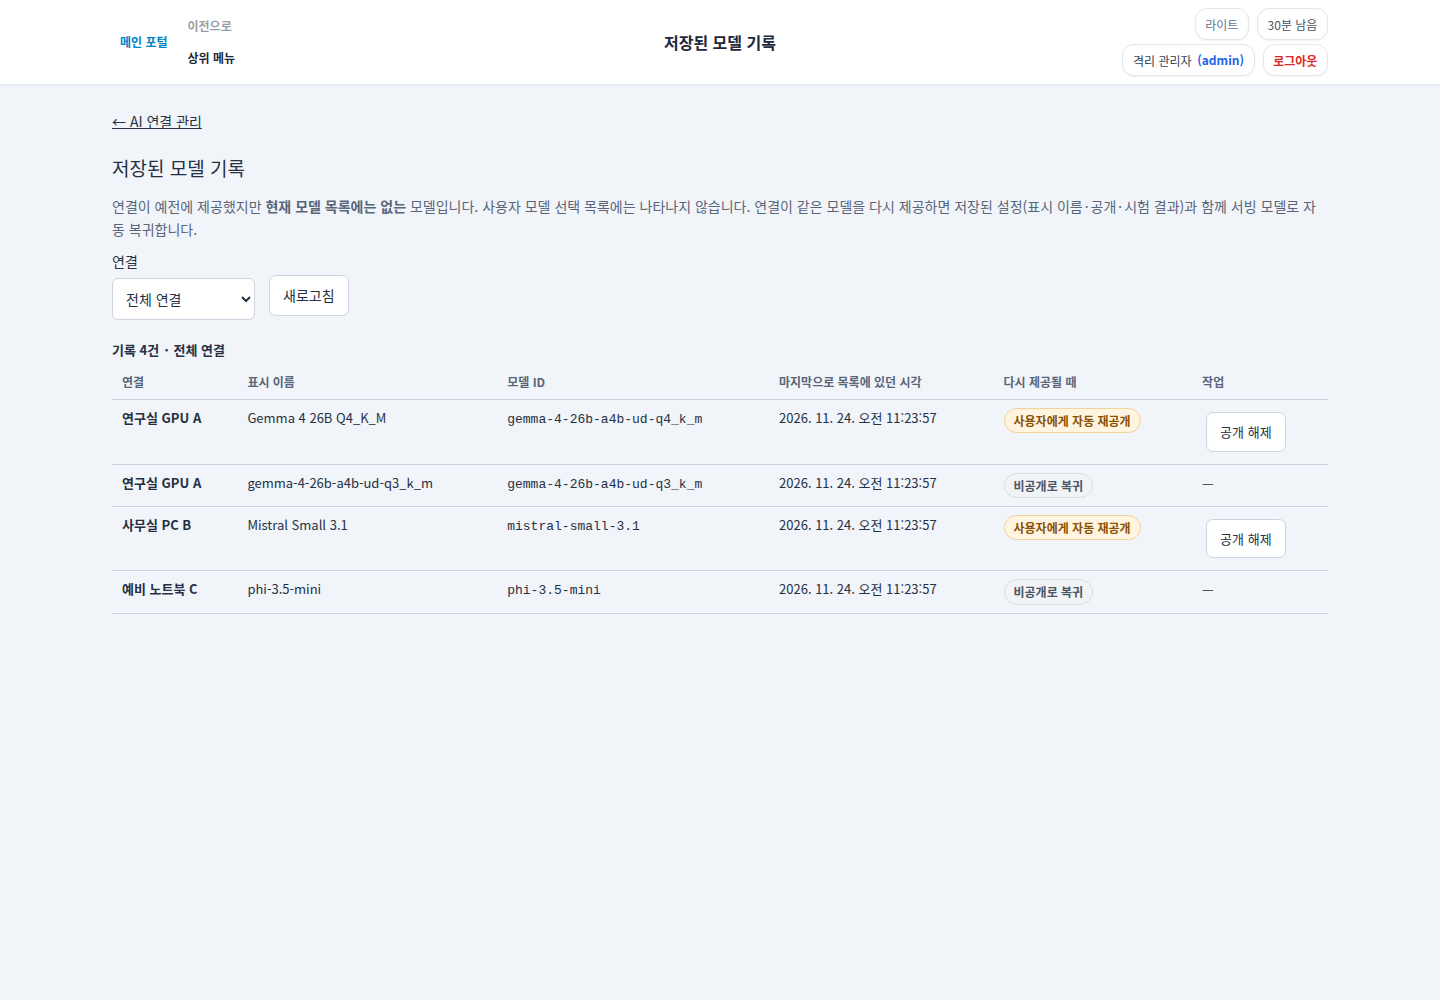 메인 포털
이전으로
상위 메뉴
저장된 모델 기록
라이트
30분 남음
격리 관리자 (admin)
로그아웃
← AI 연결 관리
저장된 모델 기록
연결이 예전에 제공했지만 현재 모델 목록에는 없는 모델입니다. 사용자 모델 선택 목록에는 나타나지 않습니다. 연결이 같은 모델을 다시 제공하면 저장된 설정(표시 이름·공개·시험 결과)과 함께 서빙 모델로 자
동 복귀합니다.
연결
전체 연결
새로고침
기록 4건 · 전체 연결
연결 표시 이름 모델 ID 마지막으로 목록에 있던 시각 다시 제공될 때 작업
연구실 GPU A Gemma 4 26B Q4_K_M gemma-4-26b-a4b-ud-q4_k_m 2026. 11. 24. 오전 11:23:57 사용자에게 자동 재공개 공개 해제
연구실 GPU A gemma-4-26b-a4b-ud-q3_k_m gemma-4-26b-a4b-ud-q3_k_m 2026. 11. 24. 오전 11:23:57 비공개로 복귀 —
사무실 PC B Mistral Small 3.1 mistral-small-3.1 2026. 11. 24. 오전 11:23:57 사용자에게 자동 재공개 공개 해제
예비 노트북 C phi-3.5-mini phi-3.5-mini 2026. 11. 24. 오전 11:23:57 비공개로 복귀 —